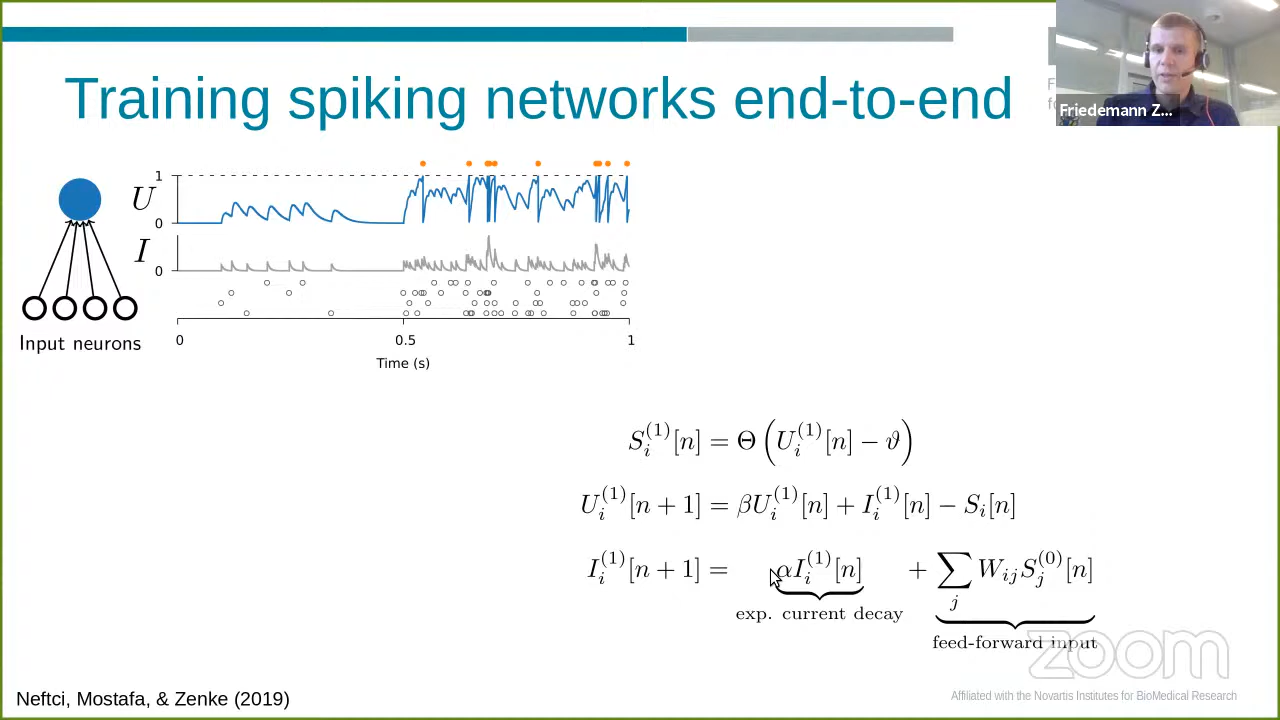 Training spiking networks end-to-end
F
Friedemann Z...
U
1
0
I
0
Input neurons
0
0.5
1
Time (s)
S_i^{(1)}[n] = Θ (U_i^{(1)}[n] − ϑ)
U_i^{(1)}[n + 1] = βU_i^{(1)}[n] + I_i^{(1)}[n] − S_i[n]
I_i^{(1)}[n + 1] = αI_i^{(1)}[n] + ∑_j W_{ij}S_j^{(0)}[n]
exp. current decay
feed-forward input
zoom
Neftci, Mostafa, & Zenke (2019)
Affiliated with the Novartis Institutes for BioMedical Research